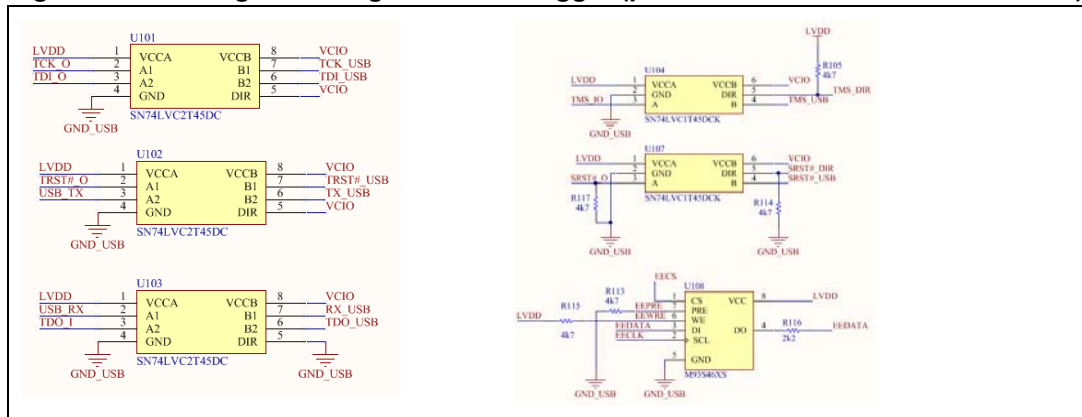 U101
LVDD 1 VCCA VCCB 8 VCIO
TCK_O 2 A1 B1 7 TCK_USB
TDI_O 3 A2 B2 6 TDI_USB
4 GND DIR 5 VCIO
SN74LVC2T45DC
GND_USB
U102
LVDD 1 VCCA VCCB 8 VCIO
TRST#_O 2 A1 B1 7 TRST#_USB
USB_TX 3 A2 B2 6 TX_USB
4 GND DIR 5 VCIO
SN74LVC2T45DC
GND_USB
U103
LVDD 1 VCCA VCCB 8 VCIO
USB_RX 2 A1 B1 7 RX_USB
TDO_I 3 A2 B2 6 TDO_USB
4 GND DIR 5
SN74LVC2T45DC
GND_USB GND_USB
LVDD
R105
4k7
U104
LVDD 1 VCCA VCCB 6 VCIO
2 GND DIR 5 TMS_DIR
TMS_IO 3 A B 4 TMS_USB
SN74LVC1T45DCK
GND_USB
U107
LVDD 1 VCCA VCCB 6 VCIO
2 GND DIR 5 SRST#_DIR
SRST#_O 3 A B 4 SRST#_USB
SN74LVC1T45DCK
R117
4k7
R114
4k7
GND_USB GND_USB
EECS
U108
1 CS VCC 8 LVDD
R113
4k7
EEPRE 7 PRE
R115
4k7
LVDD EEWRE 6 WE
EEDATA 3 DI DO 4 R116 EEDATA
2k2
EECLK 2 SCL
5 GND
M93S46XS
GND_USB GND_USB